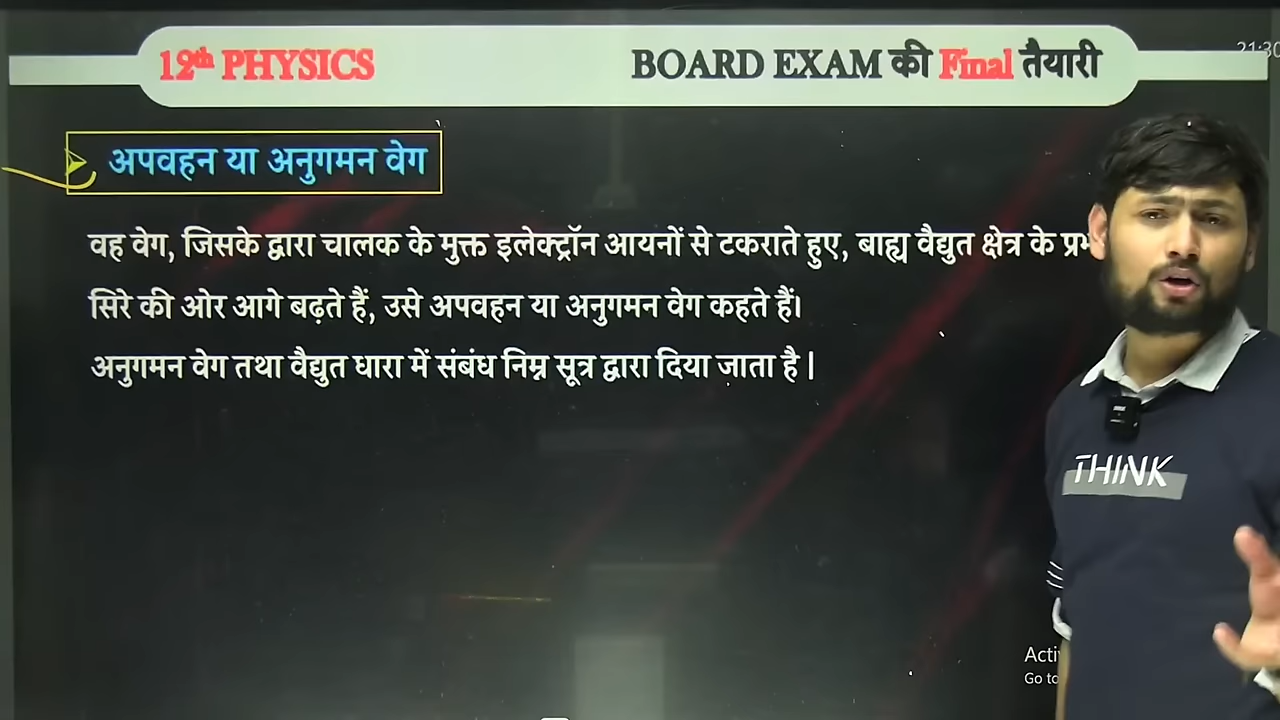 12th PHYSICS
BOARD EXAM की Final तैयारी
21:30
अपवहन या अनुगमन वेग
वह वेग, जिसके द्वारा चालक के मुक्त इलेक्ट्रॉन आयनों से टकराते हुए, बाह्य वैद्युत क्षेत्र के
सिरे की ओर आगे बढ़ते हैं, उसे अपवहन या अनुगमन वेग कहते हैं।
अनुगमन वेग तथा वैद्युत धारा में संबंध निम्न सूत्र द्वारा दिया जाता है |
THINK
Go to